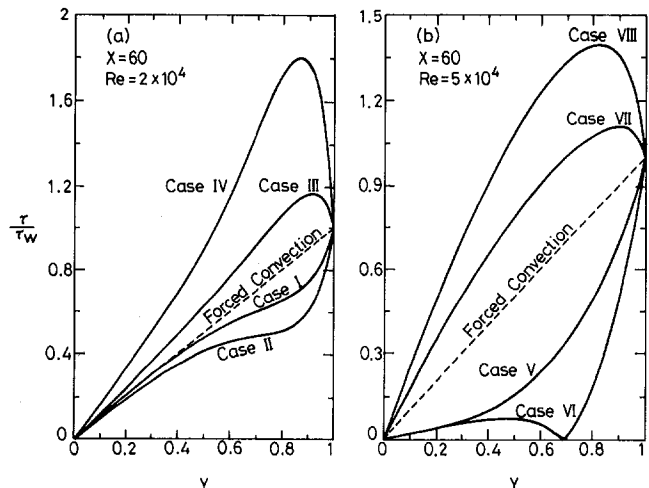 (a)
X=60
Re=2×10⁴
Case IV
Case III
Forced Convection
Case I
Case II
τ/τw
2
1.8
1.2
0.8
0.4
0
0 0.2 0.4 0.6 0.8 1
Y
(b)
X=60
Re=5×10⁴
Case VIII
Case VII
Forced Convection
Case V
Case VI
1.5
1.2
0.9
0.6
0.3
0
0 0.2 0.4 0.6 0.8 1
Y